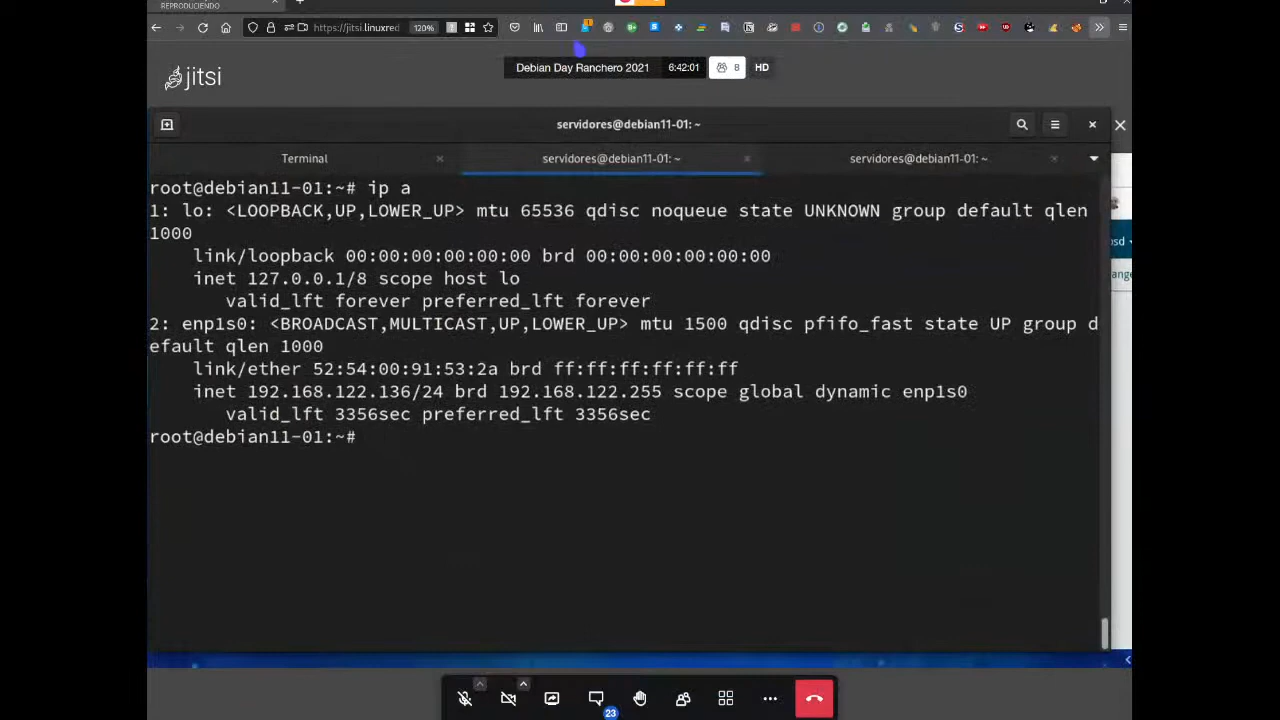 REPRODUCIENDO
https://jitsi.linuxred
120%
Debian Day Ranchero 2021
6:42:01
8
HD
jitsi
servidores@debian11-01: ~
Terminal
servidores@debian11-01: ~
servidores@debian11-01: ~
root@debian11-01:~# ip a
1: lo: <LOOPBACK,UP,LOWER_UP> mtu 65536 qdisc noqueue state UNKNOWN group default qlen
1000
    link/loopback 00:00:00:00:00:00 brd 00:00:00:00:00:00
    inet 127.0.0.1/8 scope host lo
       valid_lft forever preferred_lft forever
2: enp1s0: <BROADCAST,MULTICAST,UP,LOWER_UP> mtu 1500 qdisc pfifo_fast state UP group d
efault qlen 1000
    link/ether 52:54:00:91:53:2a brd ff:ff:ff:ff:ff:ff
    inet 192.168.122.136/24 brd 192.168.122.255 scope global dynamic enp1s0
       valid_lft 3356sec preferred_lft 3356sec
root@debian11-01:~#
23